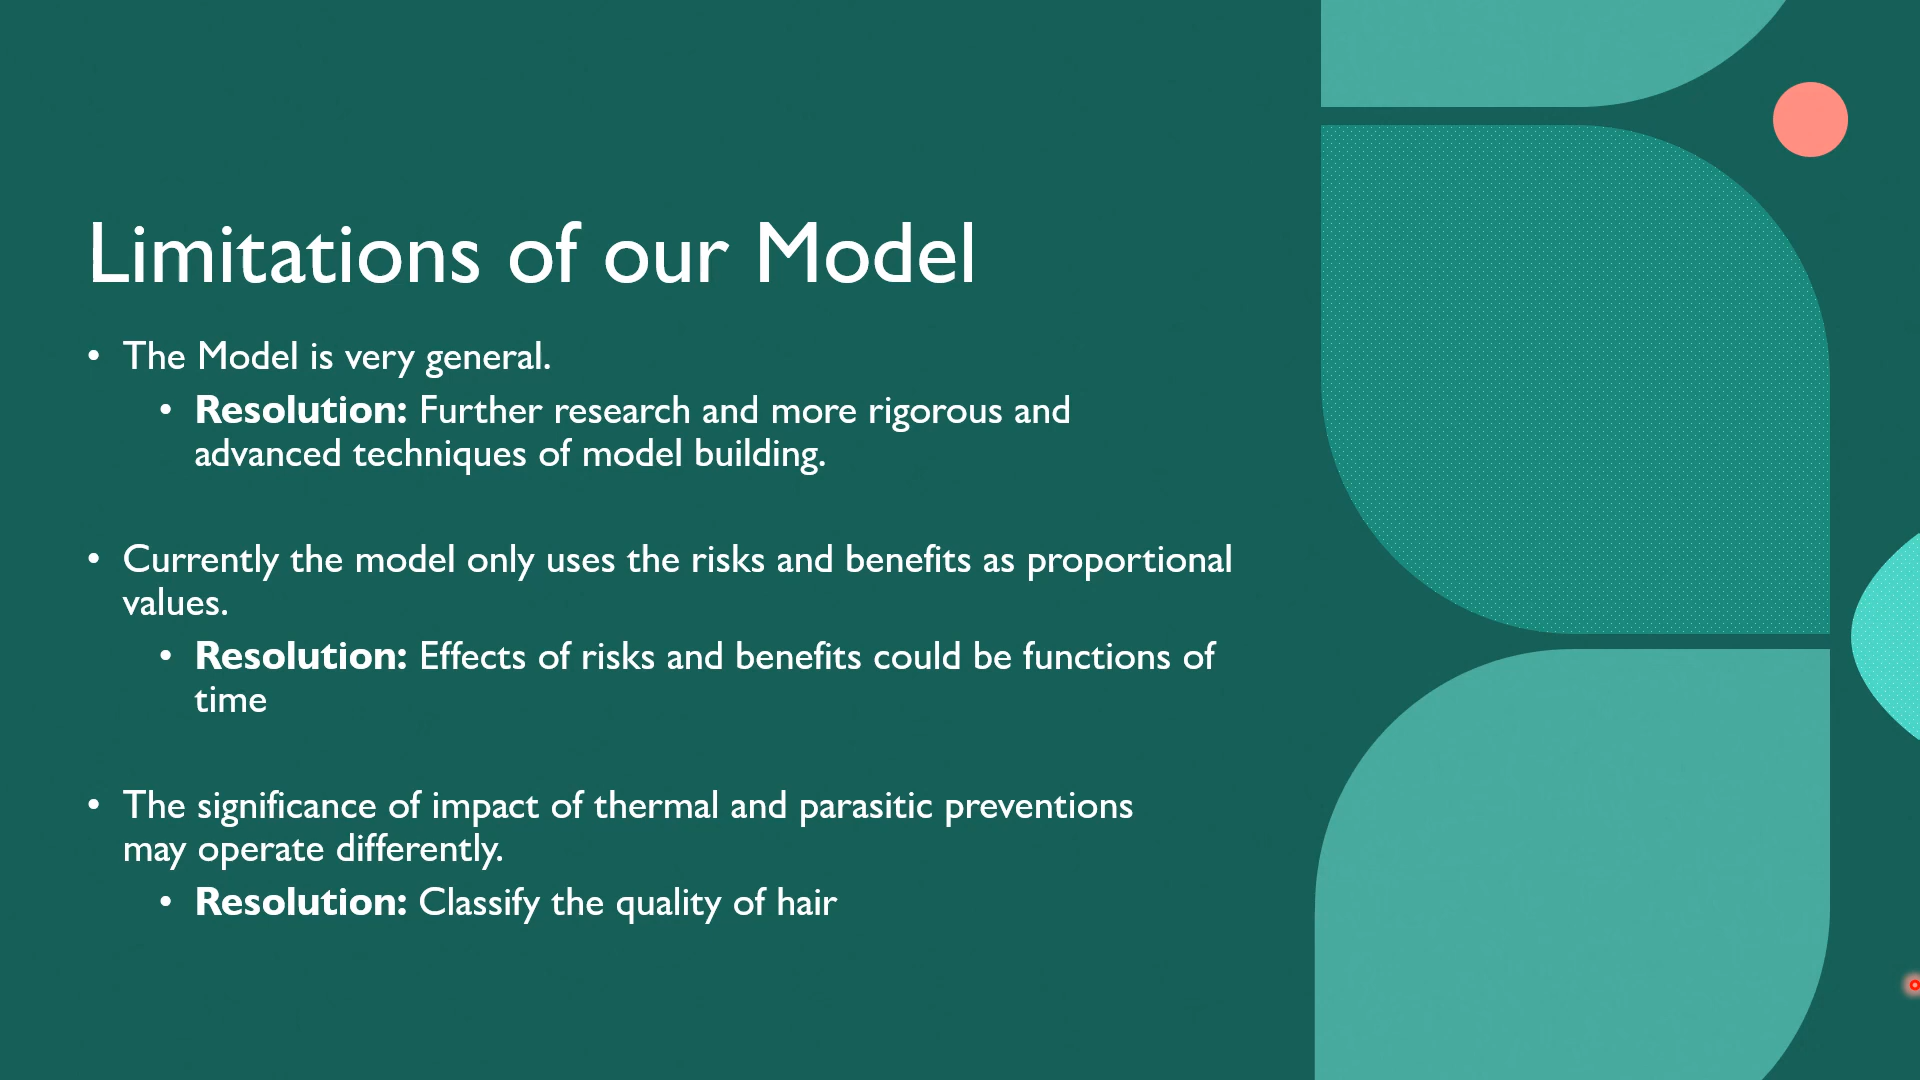 Limitations of our Model
• The Model is very general.
• Resolution: Further research and more rigorous and
advanced techniques of model building.
• Currently the model only uses the risks and benefits as proportional
values.
• Resolution: Effects of risks and benefits could be functions of
time
• The significance of impact of thermal and parasitic preventions
may operate differently.
• Resolution: Classify the quality of hair